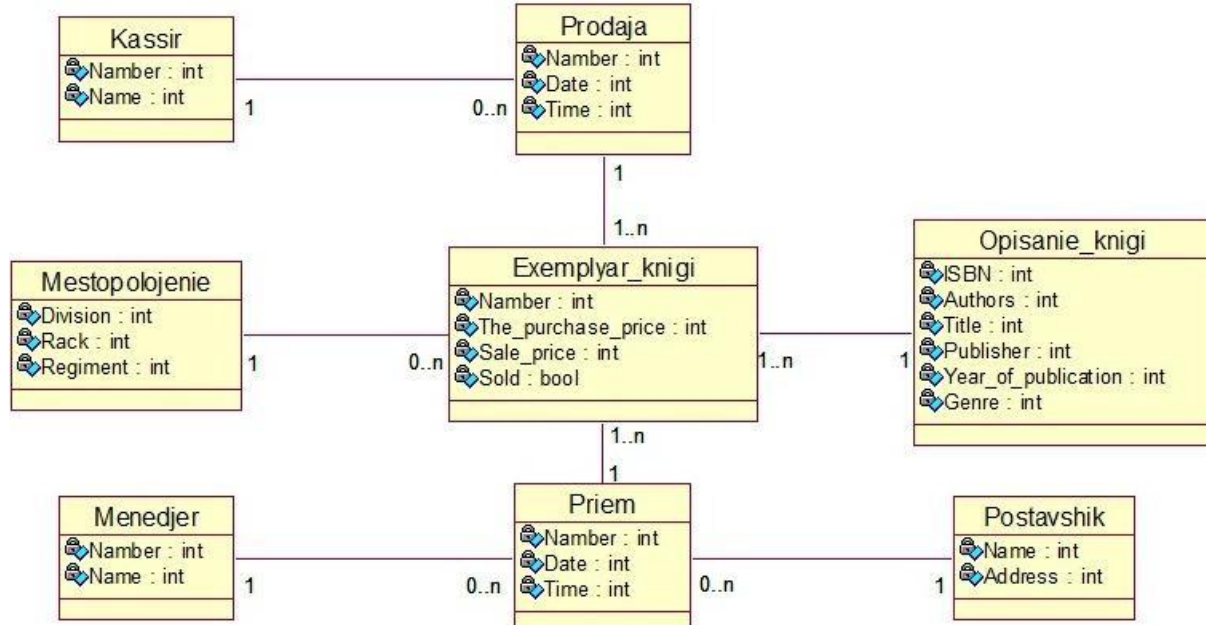 Kassir
Namber : int
Name : int
1
0..n
Prodaja
Namber : int
Date : int
Time : int
1
1..n
Mestopolojenie
Division : int
Rack : int
Regiment : int
1
0..n
Exemplyar_knigi
Namber : int
The_purchase_price : int
Sale_price : int
Sold : bool
1..n
1
Opisanie_knigi
ISBN : int
Authors : int
Title : int
Publisher : int
Year_of_publication : int
Genre : int
1..n
1
Menedjer
Namber : int
Name : int
1
0..n
Priem
Namber : int
Date : int
Time : int
0..n
1
Postavshik
Name : int
Address : int